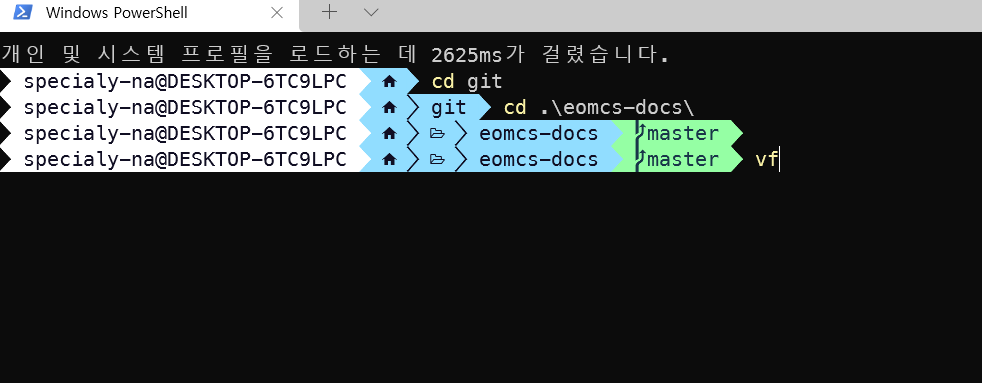 Windows PowerShell
개인 및 시스템 프로필을 로드하는 데 2625ms가 걸렸습니다.
specialy-na@DESKTOP-6TC9LPC cd git
specialy-na@DESKTOP-6TC9LPC git cd .\eomcs-docs\
specialy-na@DESKTOP-6TC9LPC eomcs-docs master
specialy-na@DESKTOP-6TC9LPC eomcs-docs master vf